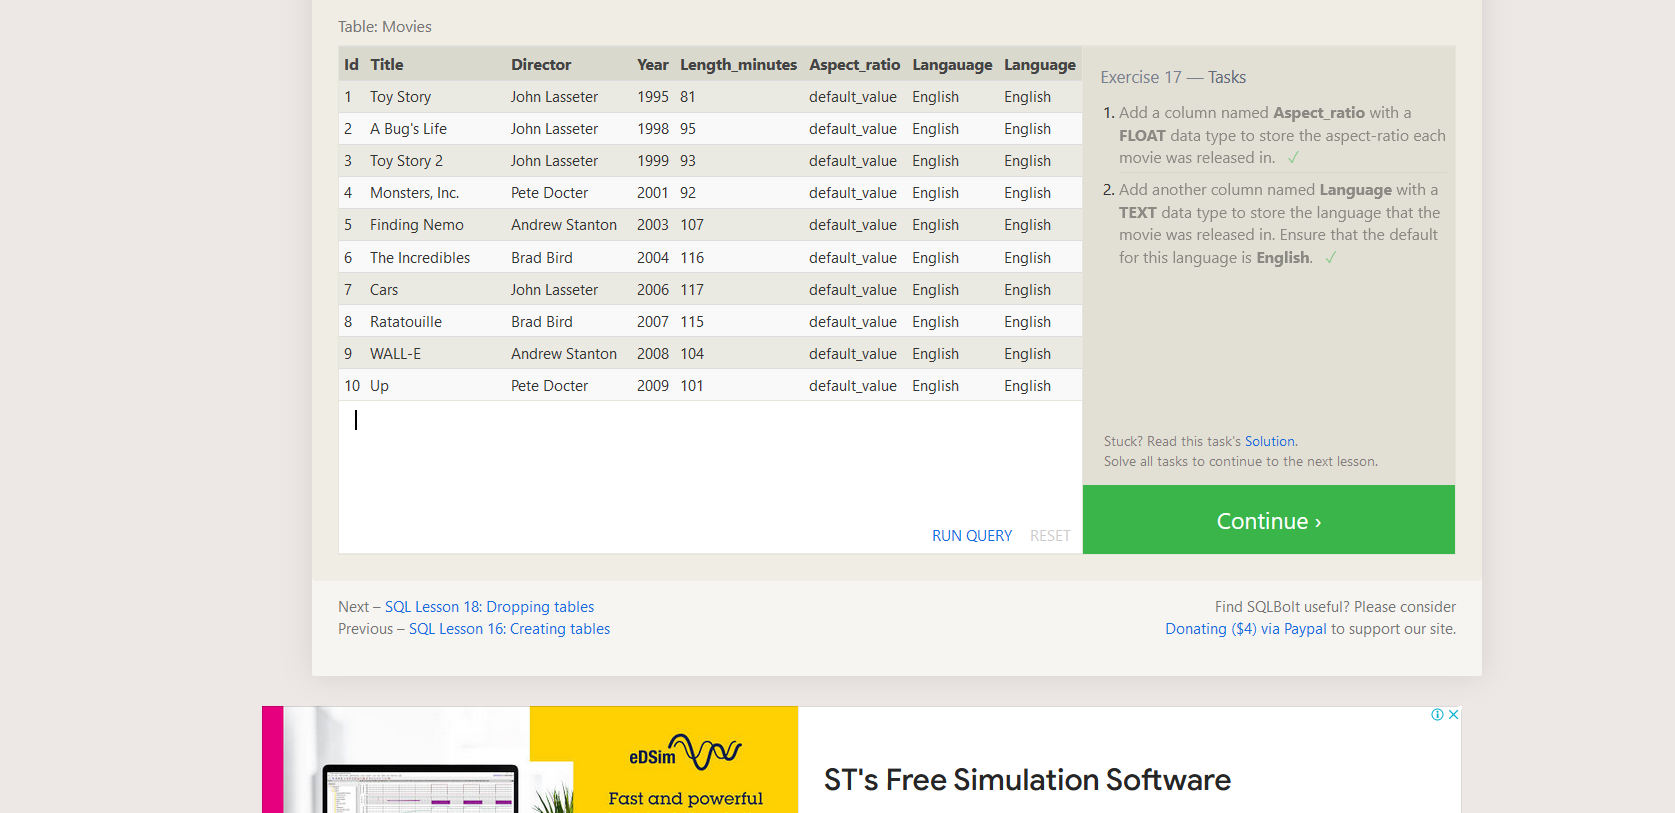 Table: Movies
Id Title Director Year Length_minutes Aspect_ratio Langauage Language
1 Toy Story John Lasseter 1995 81 default_value English English
2 A Bug's Life John Lasseter 1998 95 default_value English English
3 Toy Story 2 John Lasseter 1999 93 default_value English English
4 Monsters, Inc. Pete Docter 2001 92 default_value English English
5 Finding Nemo Andrew Stanton 2003 107 default_value English English
6 The Incredibles Brad Bird 2004 116 default_value English English
7 Cars John Lasseter 2006 117 default_value English English
8 Ratatouille Brad Bird 2007 115 default_value English English
9 WALL-E Andrew Stanton 2008 104 default_value English English
10 Up Pete Docter 2009 101 default_value English English
RUN QUERY RESET
Exercise 17 — Tasks
1. Add a column named Aspect_ratio with a
FLOAT data type to store the aspect-ratio each
movie was released in. ✓
2. Add another column named Language with a
TEXT data type to store the language that the
movie was released in. Ensure that the default
for this language is English. ✓
Stuck? Read this task's Solution.
Solve all tasks to continue to the next lesson.
Continue ›
Next – SQL Lesson 18: Dropping tables
Previous – SQL Lesson 16: Creating tables
Find SQLBolt useful? Please consider
Donating ($4) via Paypal to support our site.
eDSim
Fast and powerful
ST's Free Simulation Software